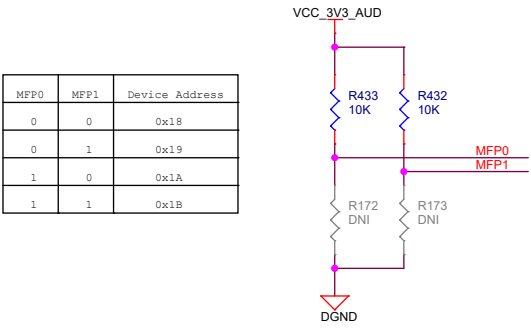 VCC_3V3_AUD
MFP0 MFP1 Device Address
0 0 0x18
0 1 0x19
1 0 0x1A
1 1 0x1B
R433 R432
10K 10K
MFP0
MFP1
R172 R173
DNI DNI
DGND